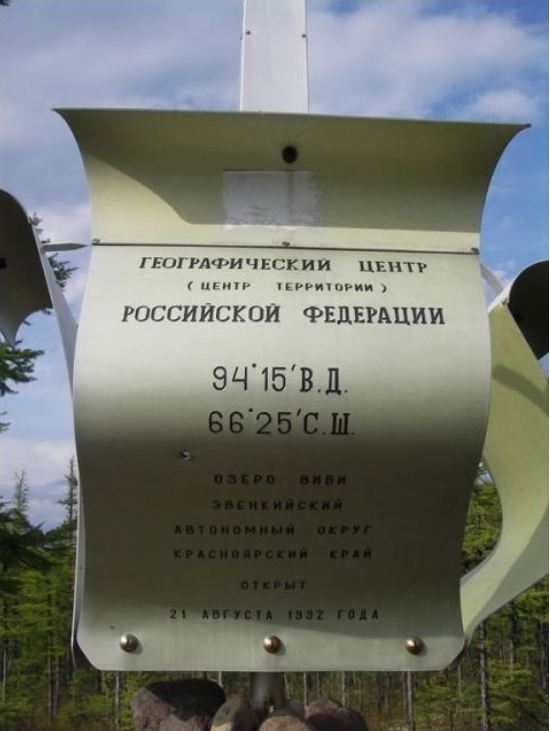 ГЕОГРАФИЧЕСКИЙ ЦЕНТР
( ЦЕНТР ТЕРРИТОРИИ )
РОССИЙСКОЙ ФЕДЕРАЦИИ
94°15′В.Д.
66°25′С.Ш.
ОЗЕРО ВИВИ
ЭВЕНКИЙСКИЙ
АВТОНОМНЫЙ ОКРУГ
КРАСНОЯРСКИЙ КРАЙ
ОТКРЫТ
21 АВГУСТА 1992 ГОДА